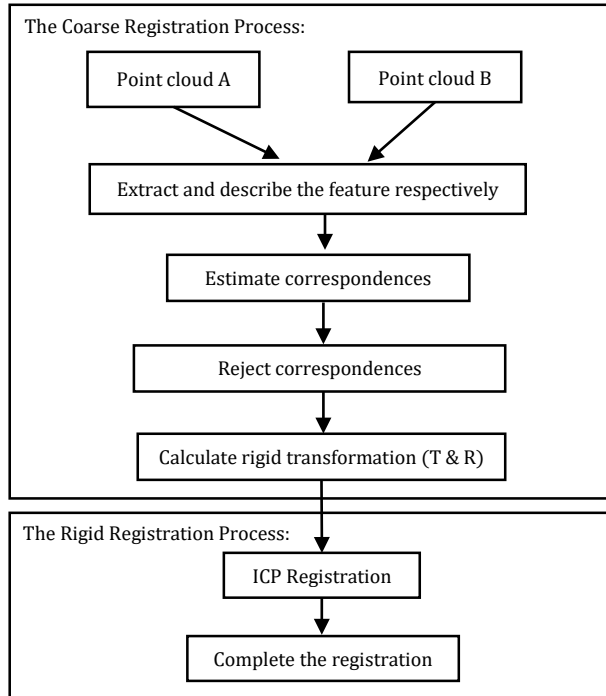 The Coarse Registration Process:
Point cloud A
Point cloud B
Extract and describe the feature respectively
Estimate correspondences
Reject correspondences
Calculate rigid transformation (T & R)
The Rigid Registration Process:
ICP Registration
Complete the registration